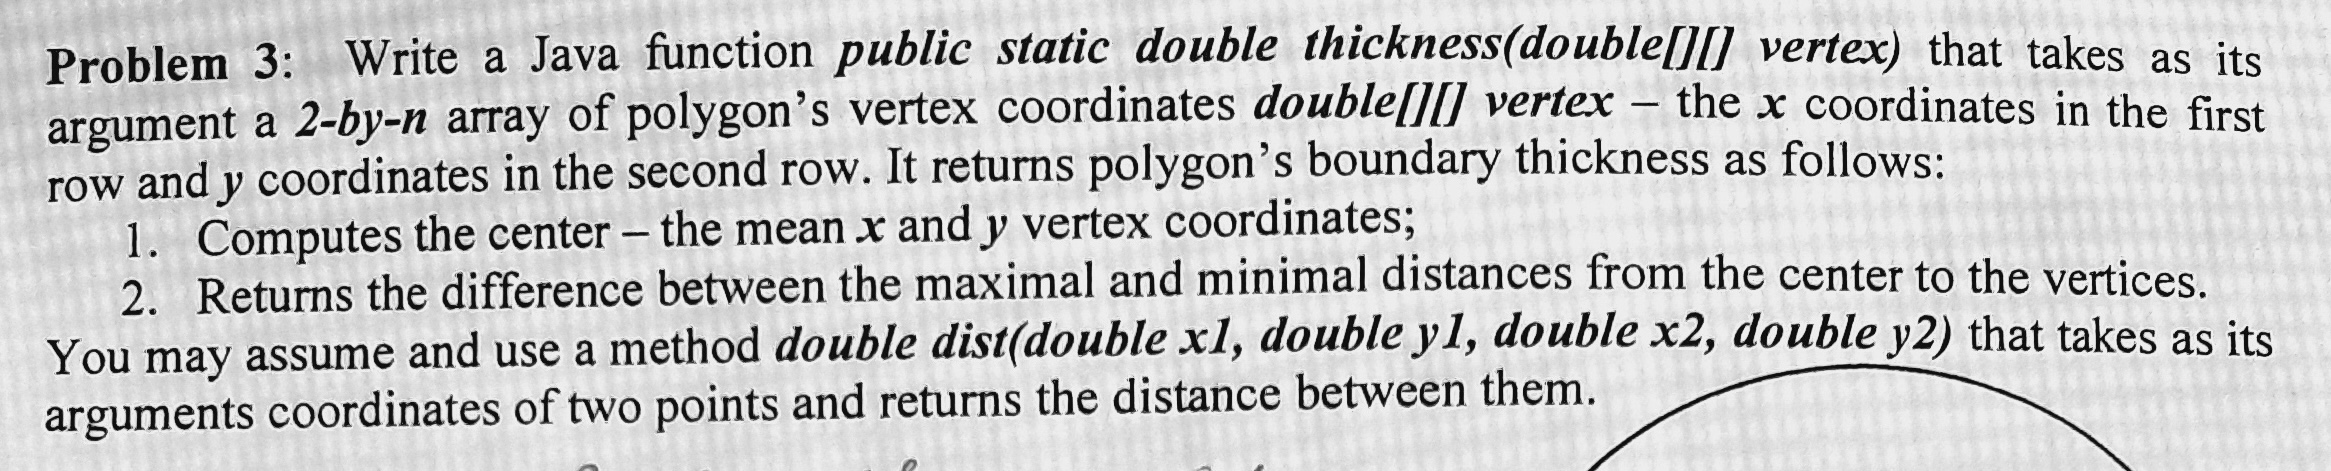 Problem 3: Write a Java function public static double thickness(double[][] vertex) that takes as its
argument a 2-by-n array of polygon's vertex coordinates double[][] vertex – the x coordinates in the first
row and y coordinates in the second row. It returns polygon's boundary thickness as follows:
1. Computes the center – the mean x and y vertex coordinates;
2. Returns the difference between the maximal and minimal distances from the center to the vertices.
You may assume and use a method double dist(double x1, double y1, double x2, double y2) that takes as its
arguments coordinates of two points and returns the distance between them.